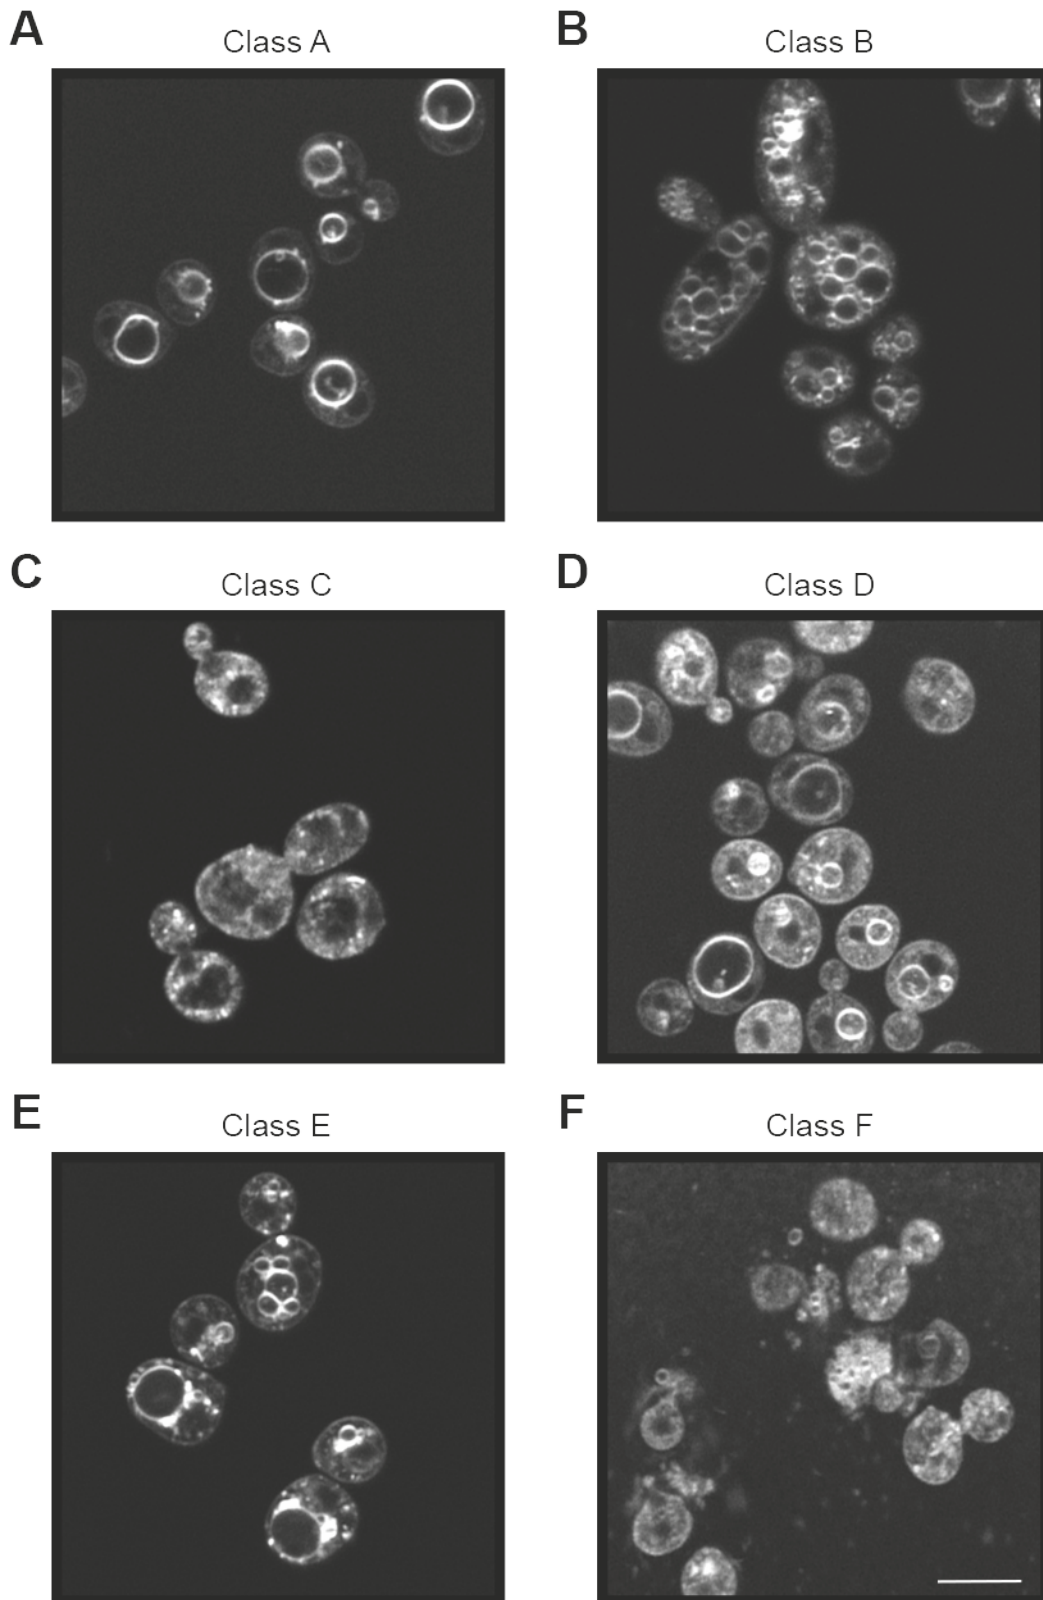 A
Class A
B
Class B
C
Class C
D
Class D
E
Class E
F
Class F